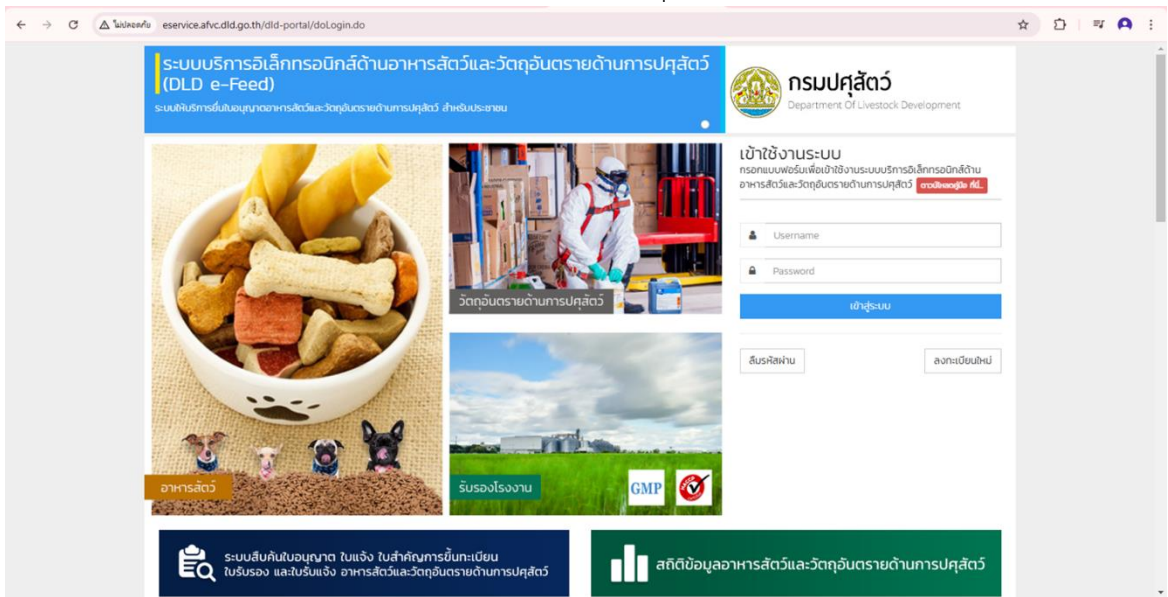 ไม่ปลอดภัย eservice.afvc.dld.go.th/dld-portal/doLogin.do
ระบบบริการอิเล็กทรอนิกส์ด้านอาหารสัตว์และวัตถุอันตรายด้านการปศุสัตว์
(DLD e-Feed)
ระบบให้บริการยื่นใบอนุญาตอาหารสัตว์และวัตถุอันตรายด้านการปศุสัตว์ สำหรับประชาชน
กรมปศุสัตว์
Department Of Livestock Development
เข้าใช้งานระบบ
กรอกแบบฟอร์มเพื่อเข้าใช้งานระบบบริการอิเล็กทรอนิกส์ด้าน
อาหารสัตว์และวัตถุอันตรายด้านการปศุสัตว์ ดาวน์โหลดคู่มือ ที่นี่..
Username
Password
เข้าสู่ระบบ
ลืมรหัสผ่าน
ลงทะเบียนใหม่
วัตถุอันตรายด้านการปศุสัตว์
อาหารสัตว์
รับรองโรงงาน
GMP
HACCP
ระบบสืบค้นใบอนุญาต ใบแจ้ง ใบสำคัญการขึ้นทะเบียน
ใบรับรอง และใบรับแจ้ง อาหารสัตว์และวัตถุอันตรายด้านการปศุสัตว์
สถิติข้อมูลอาหารสัตว์และวัตถุอันตรายด้านการปศุสัตว์